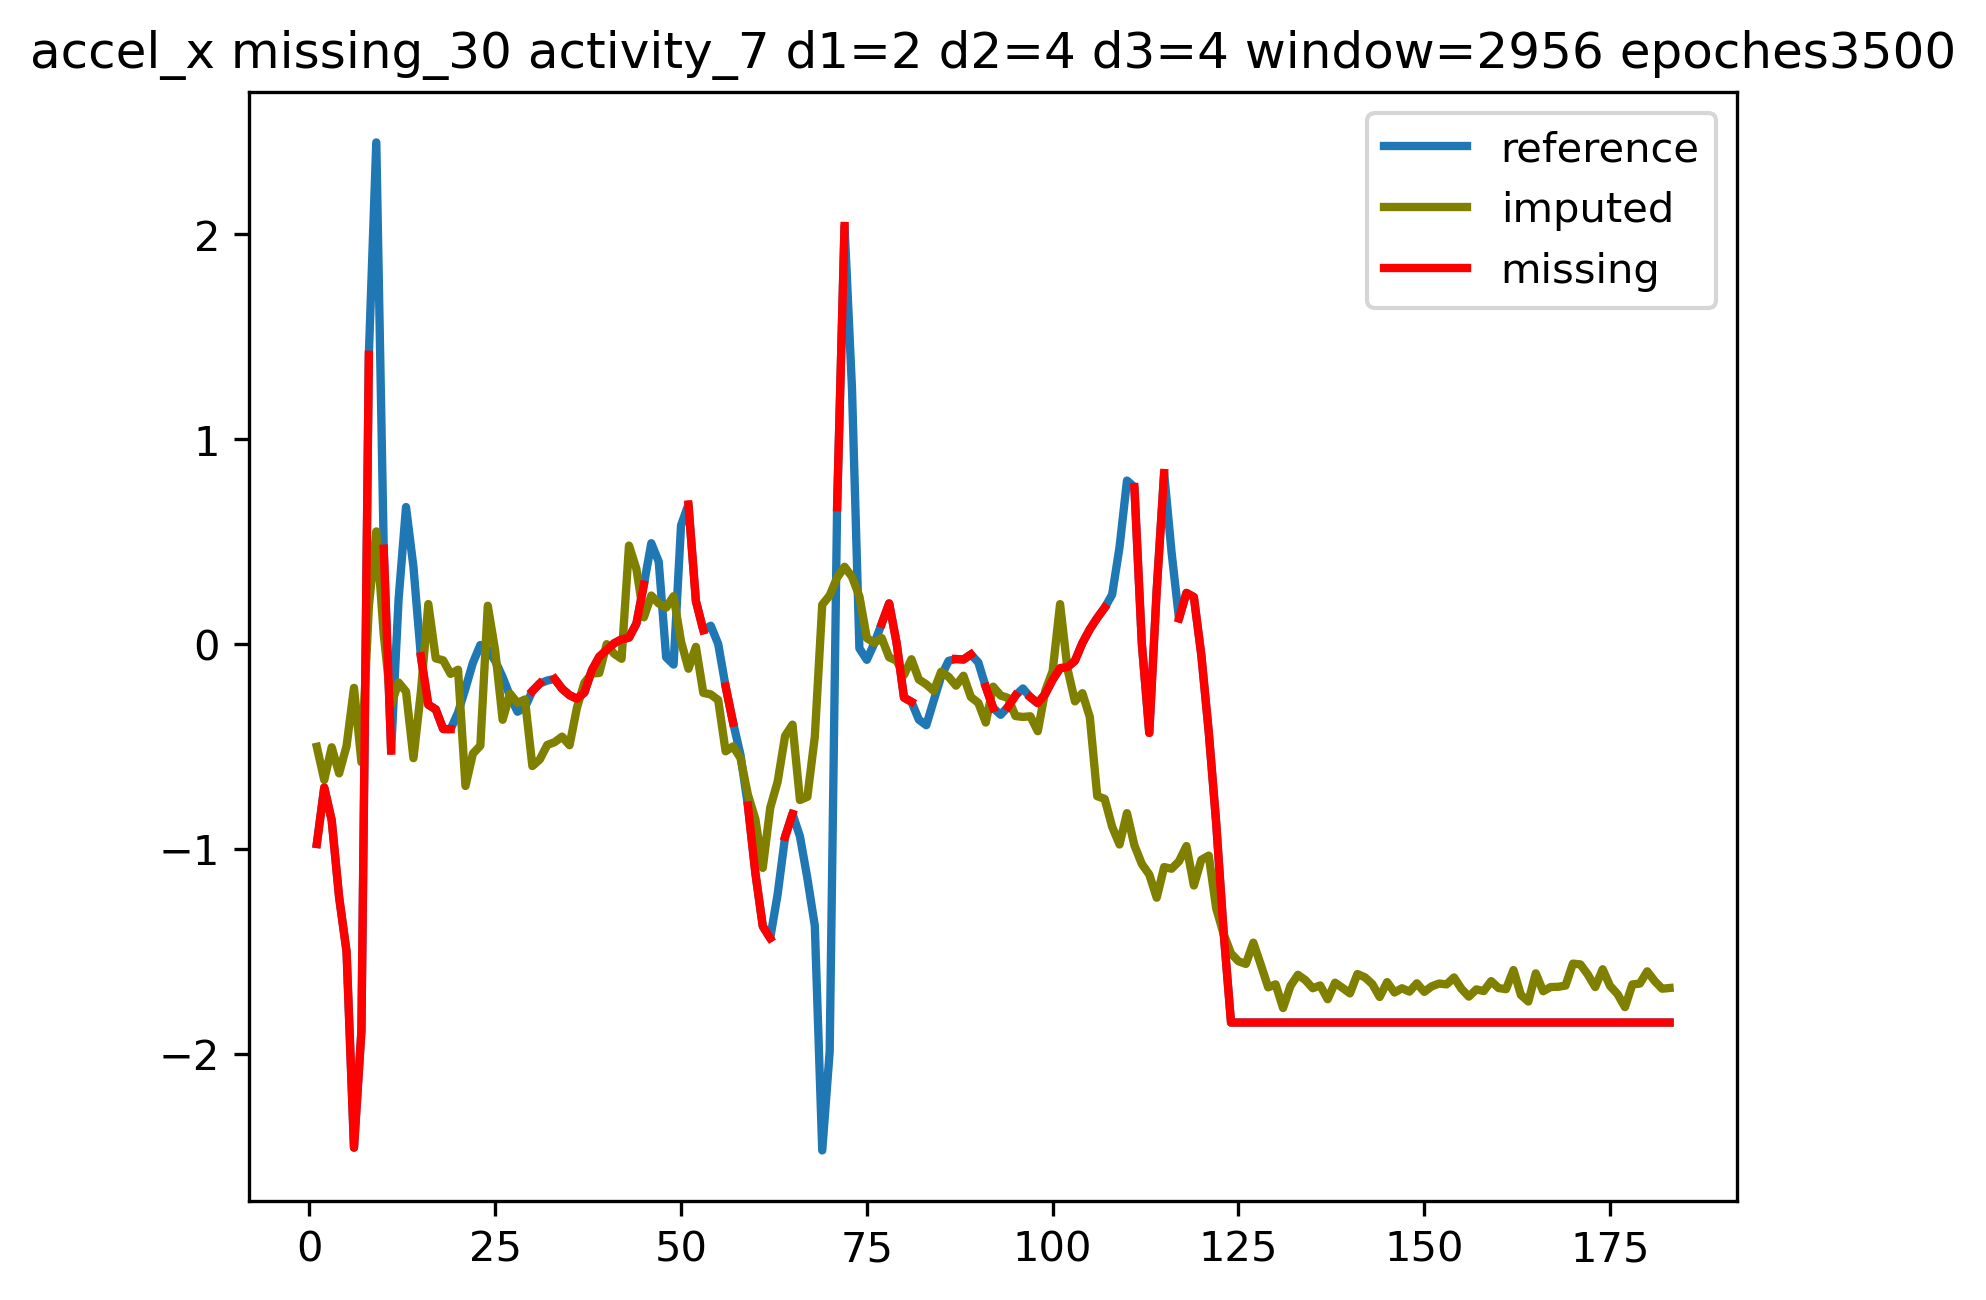 accel_x missing_30 activity_7 d1=2 d2=4 d3=4 window=2956 epoches3500
reference
imputed
missing
2
1
0
−1
−2
0 25 50 75 100 125 150 175